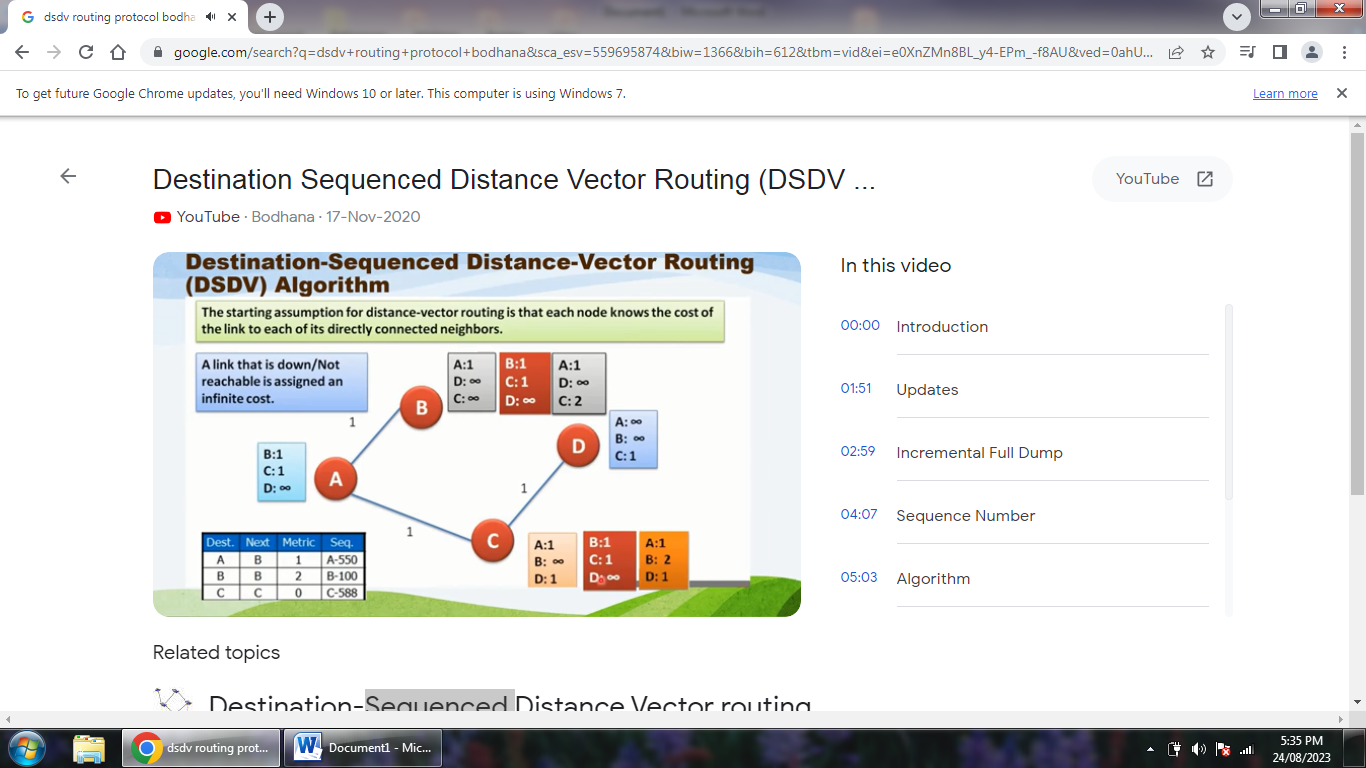 dsdv routing protocol bodha
google.com/search?q=dsdv+routing+protocol+bodhana&sca_esv=559695874&biw=1366&bih=612&tbm=vid&ei=e0XnZMn8BL_y4-EPm_-f8AU&ved=0ahU...
To get future Google Chrome updates, you'll need Windows 10 or later. This computer is using Windows 7.
Learn more
Destination Sequenced Distance Vector Routing (DSDV ...
YouTube
YouTube · Bodhana · 17-Nov-2020
Destination-Sequenced Distance-Vector Routing
(DSDV) Algorithm
The starting assumption for distance-vector routing is that each node knows the cost of
the link to each of its directly connected neighbors.
A link that is down/Not
reachable is assigned an
infinite cost.
A:1
D: ∞
C: ∞
B:1
C: 1
D: ∞
A:1
D: ∞
C: 2
B
1
D
A: ∞
B: ∞
C: 1
B:1
C: 1
D: ∞
A
1
1
C
A:1
B: ∞
D: 1
B:1
C: 1
D: ∞
A:1
B: 2
D: 1
Dest. Next Metric Seq.
A B 1 A-550
B B 2 B-100
C C 0 C-588
In this video
00:00 Introduction
01:51 Updates
02:59 Incremental Full Dump
04:07 Sequence Number
05:03 Algorithm
Related topics
Destination-Sequenced Distance Vector routing
dsdv routing prot...
Document1 - Mic...
5:35 PM
24/08/2023